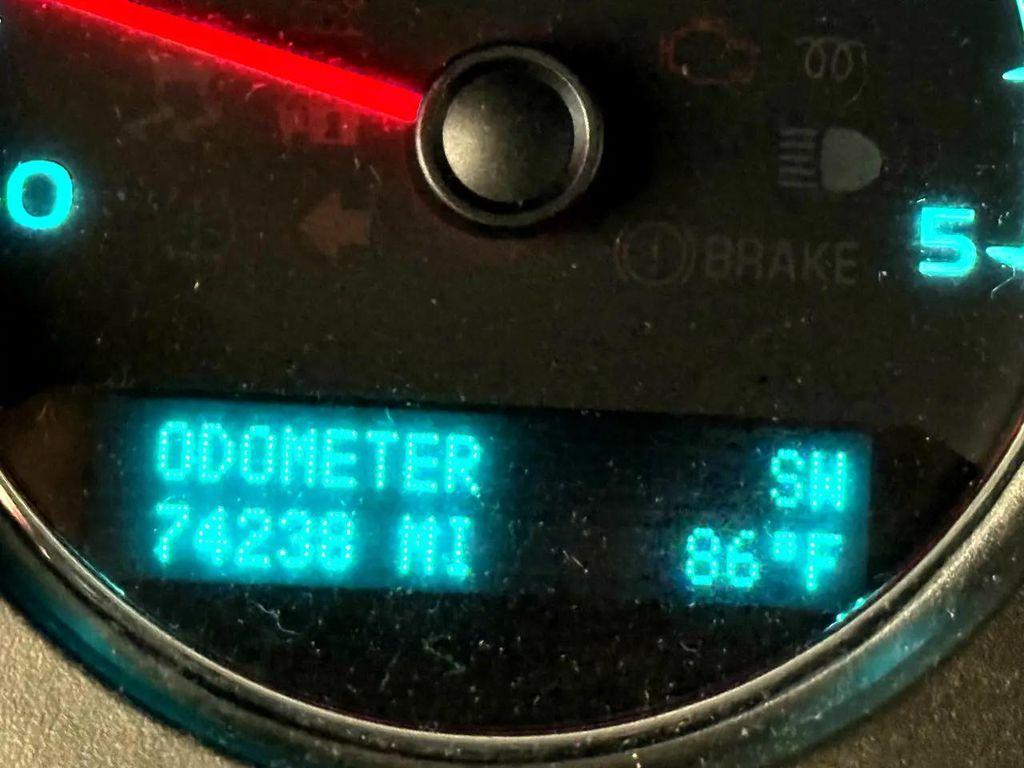 0
5
BRAKE
ODOMETER SW
74238 MI 86°F